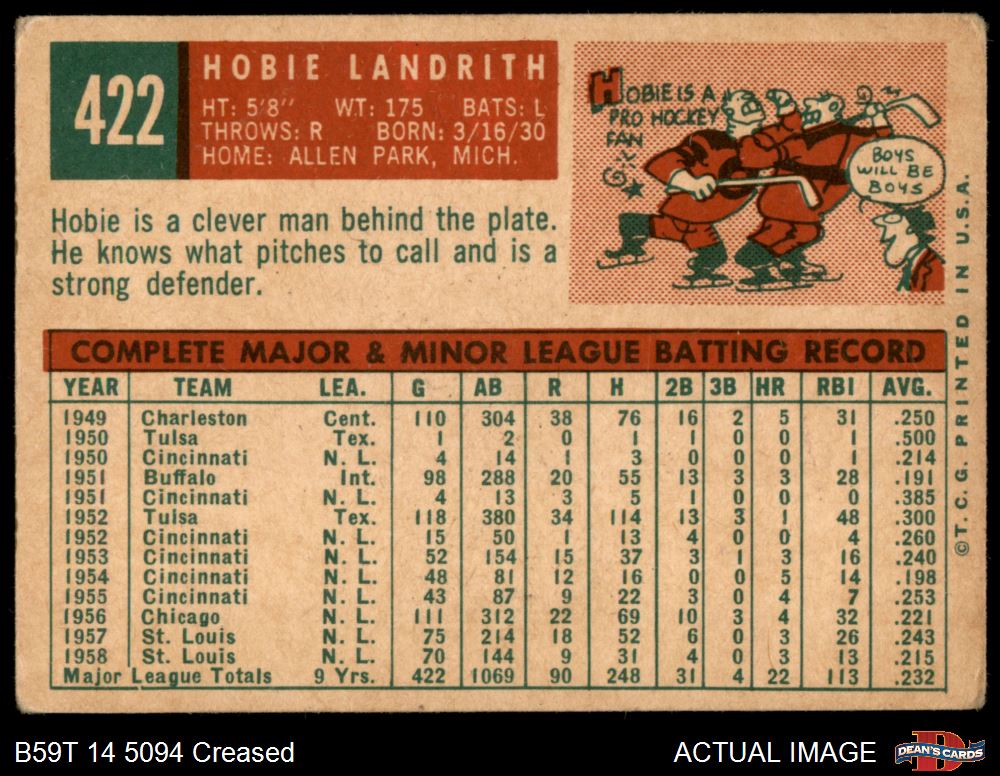 422
HOBIE LANDRITH
HT: 5'8" WT: 175 BATS: L
THROWS: R BORN: 3/16/30
HOME: ALLEN PARK, MICH.
HOBIE IS A
PRO HOCKEY
FAN
BOYS
WILL BE
BOYS
Hobie is a clever man behind the plate.
He knows what pitches to call and is a
strong defender.
COMPLETE MAJOR & MINOR LEAGUE BATTING RECORD
YEAR TEAM LEA. G AB R H 2B 3B HR RBI AVG.
1949 Charleston Cent. 110 304 38 76 16 2 5 31 .250
1950 Tulsa Tex. 1 2 0 1 1 0 0 1 .500
1950 Cincinnati N. L. 4 14 1 3 0 0 0 1 .214
1951 Buffalo Int. 98 288 20 55 13 3 3 28 .191
1951 Cincinnati N. L. 4 13 3 5 1 0 0 0 .385
1952 Tulsa Tex. 118 380 34 114 13 3 1 48 .300
1952 Cincinnati N. L. 15 50 1 13 4 0 0 4 .260
1953 Cincinnati N. L. 52 154 15 37 3 1 3 16 .240
1954 Cincinnati N. L. 48 81 12 16 0 0 5 14 .198
1955 Cincinnati N. L. 43 87 9 22 3 0 4 7 .253
1956 Chicago N. L. 111 312 22 69 10 3 4 32 .221
1957 St. Louis N. L. 75 214 18 52 6 0 3 26 .243
1958 St. Louis N. L. 70 144 9 31 4 0 3 13 .215
Major League Totals 9 Yrs. 422 1069 90 248 31 4 22 113 .232
©T. C. G. PRINTED IN U.S.A.
B59T 14 5094 Creased
ACTUAL IMAGE
D
DEAN'S CARDS